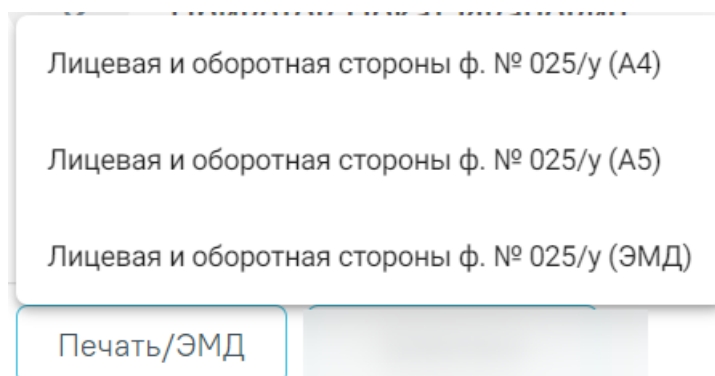 Лицевая и оборотная стороны ф. № 025/у (А4)
Лицевая и оборотная стороны ф. № 025/у (А5)
Лицевая и оборотная стороны ф. № 025/у (ЭМД)
Печать/ЭМД